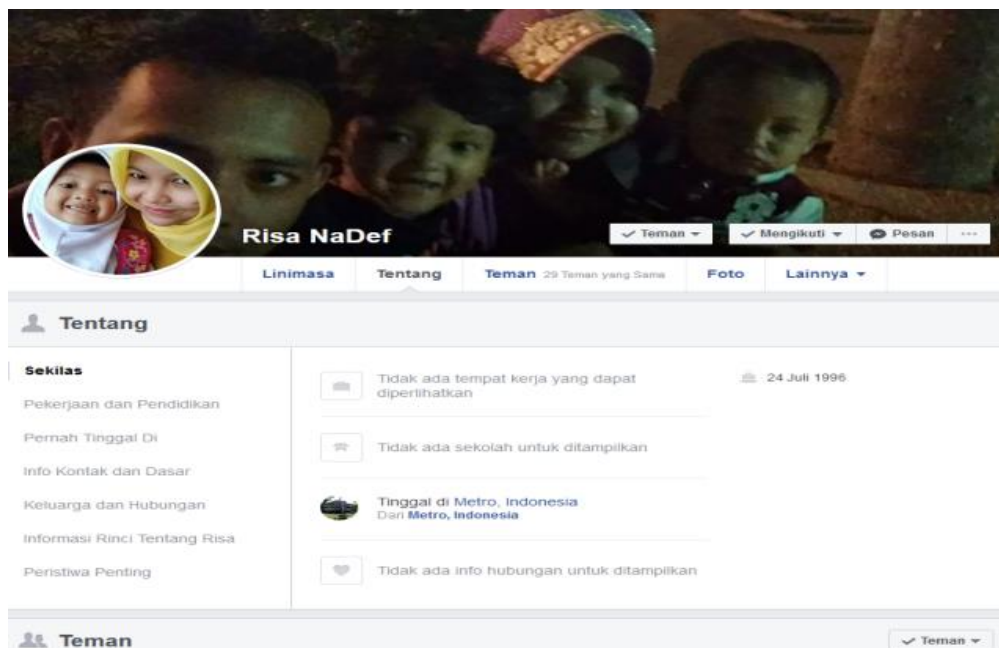 Risa NaDef
Teman
Mengikuti
Pesan
Linimasa
Tentang
Teman 29 Teman yang Sama
Foto
Lainnya
Tentang
Sekilas
Pekerjaan dan Pendidikan
Pernah Tinggal Di
Info Kontak dan Dasar
Keluarga dan Hubungan
Informasi Rinci Tentang Risa
Peristiwa Penting
Tidak ada tempat kerja yang dapat
diperlihatkan
Tidak ada sekolah untuk ditampilkan
Tinggal di Metro, Indonesia
Dari Metro, Indonesia
Tidak ada info hubungan untuk ditampilkan
24 Juli 1996
Teman
Teman